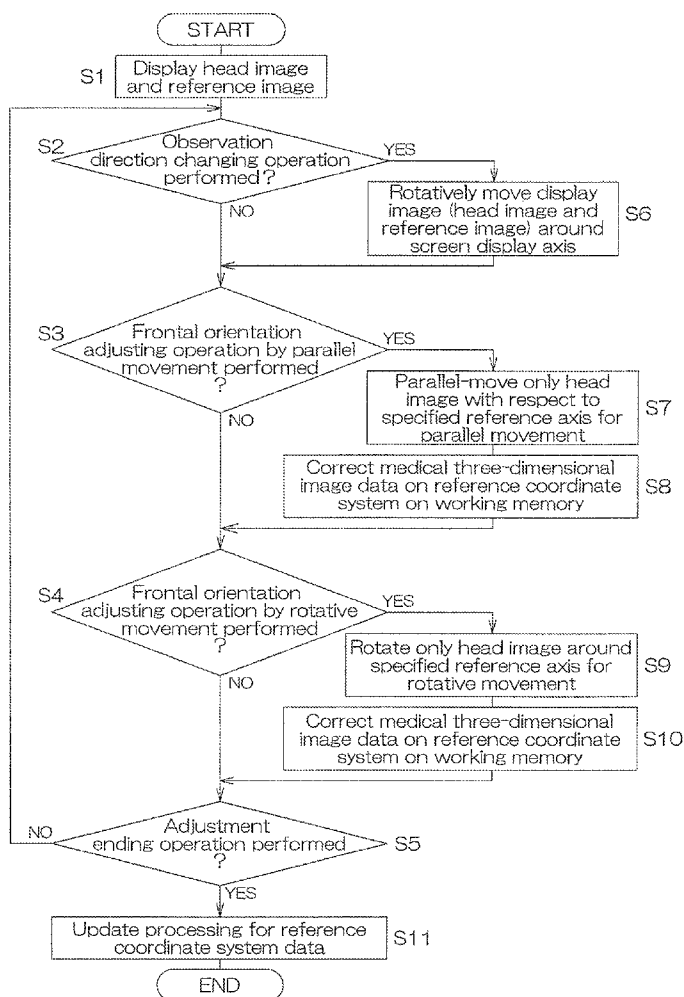 START
S1
Display head image
and reference image
S2
Observation
direction changing operation
performed?
YES
NO
Rotatively move display
image (head image and
reference image) around
screen display axis
S6
S3
Frontal orientation
adjusting operation by parallel
movement performed
?
YES
NO
Parallel-move only head
image with respect to
specified reference axis for
parallel movement
S7
Correct medical three-dimensional
image data on reference coordinate
system on working memory
S8
S4
Frontal orientation
adjusting operation by rotative
movement performed
?
YES
NO
Rotate only head image around
specified reference axis for
rotative movement
S9
Correct medical three-dimensional
image data on reference coordinate
system on working memory
S10
NO
Adjustment
ending operation performed
?
S5
YES
Update processing for reference
coordinate system data
S11
END